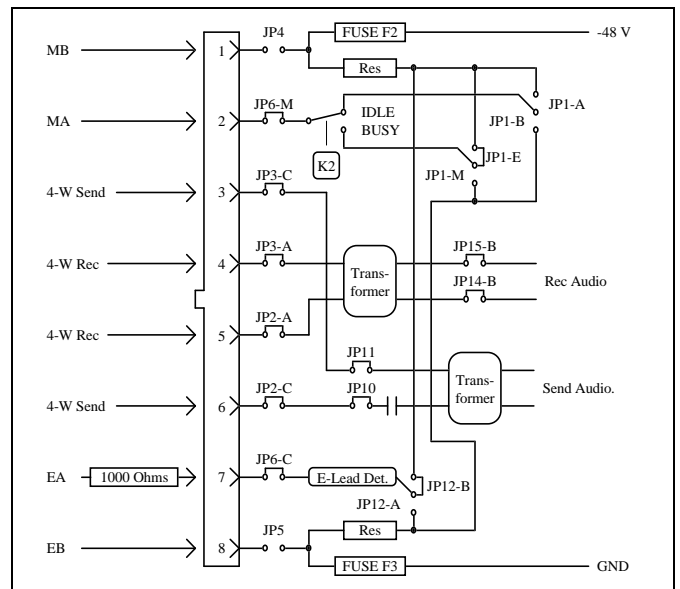 JP4
FUSE F2
-48 V
MB
1
Res
JP6-M
JP1-A
MA
2
IDLE
BUSY
JP1-B
K2
JP1-E
JP3-C
JP1-M
4-W Send
3
JP3-A
JP15-B
4-W Rec
4
Trans-
former
Rec Audio
JP14-B
JP2-A
4-W Rec
5
JP11
JP2-C
JP10
Trans-
former
Send Audio.
4-W Send
6
JP6-C
EA
1000 Ohms
7
E-Lead Det.
JP12-B
JP12-A
JP5
Res
EB
8
FUSE F3
GND